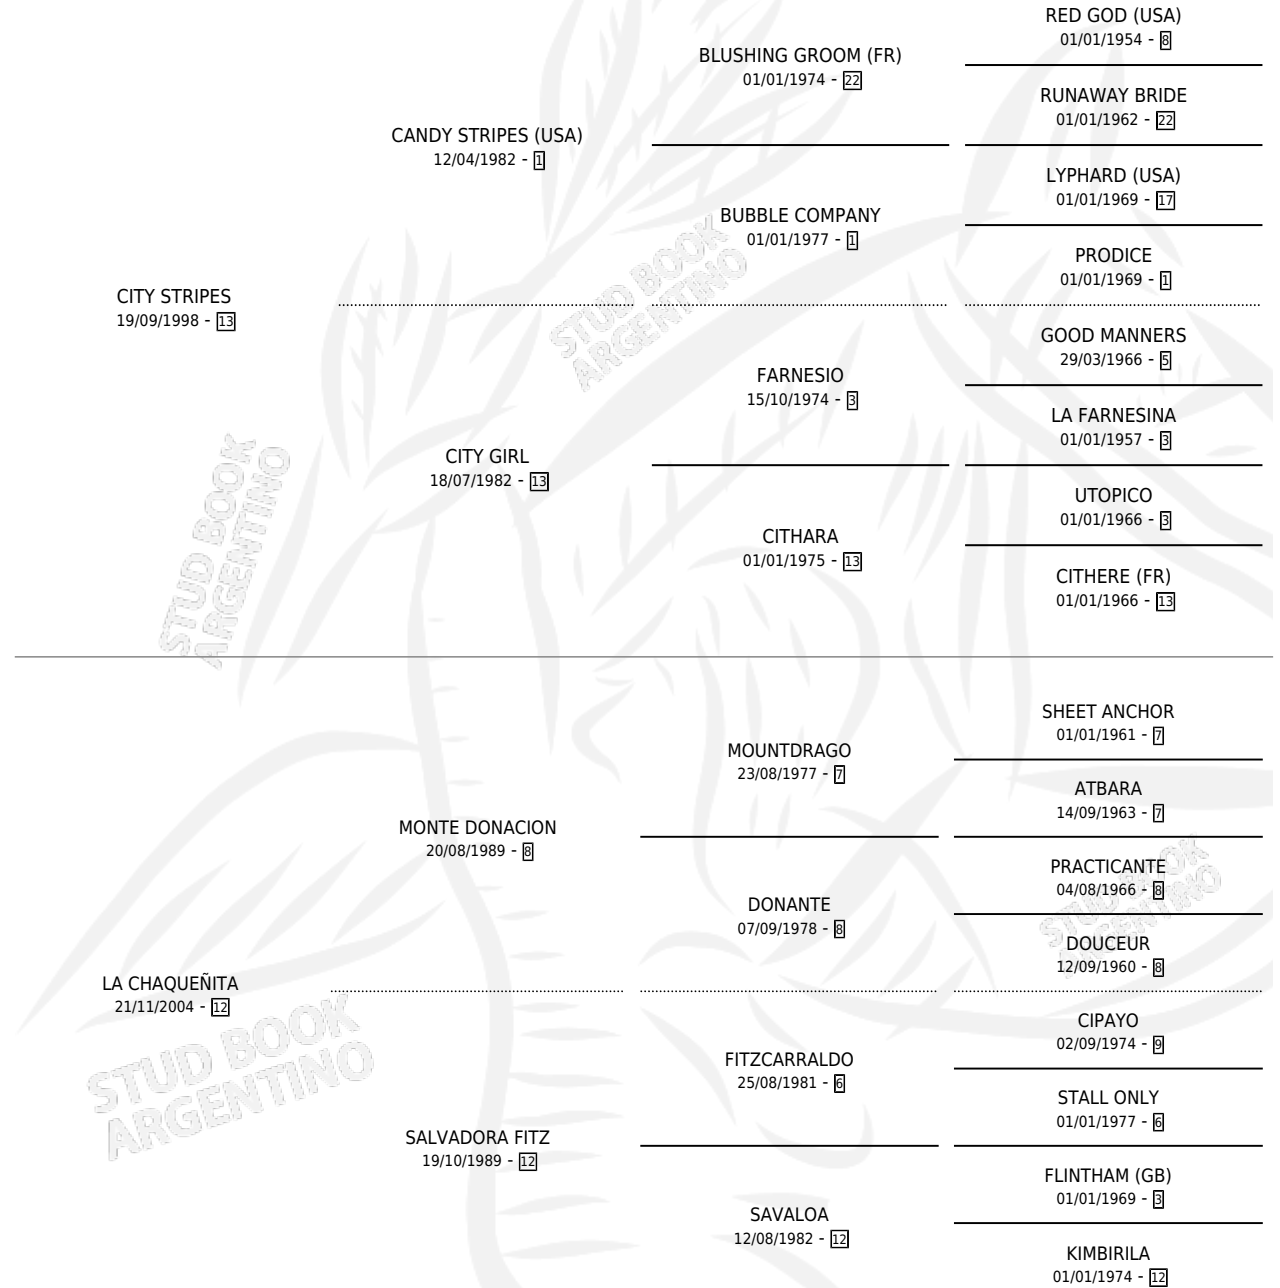 RED GOD (USA)
01/01/1954 - 8
BLUSHING GROOM (FR)
01/01/1974 - 22
RUNAWAY BRIDE
01/01/1962 - 22
CANDY STRIPES (USA)
12/04/1982 - 1
LYPHARD (USA)
01/01/1969 - 17
BUBBLE COMPANY
01/01/1977 - 1
PRODICE
01/01/1969 - 1
CITY STRIPES
19/09/1998 - 13
GOOD MANNERS
29/03/1966 - 5
FARNESIO
15/10/1974 - 3
LA FARNESINA
01/01/1957 - 3
CITY GIRL
18/07/1982 - 13
UTOPICO
01/01/1966 - 3
CITHARA
01/01/1975 - 13
CITHERE (FR)
01/01/1966 - 13
STUD BOOK
ARGENTINO
STUD BOOK
ARGENTINO
SHEET ANCHOR
01/01/1961 - 7
MOUNTDRAGO
23/08/1977 - 7
ATBARA
14/09/1963 - 7
MONTE DONACION
20/08/1989 - 8
PRACTICANTE
04/08/1966 - 8
DONANTE
07/09/1978 - 8
DOUCEUR
12/09/1960 - 8
LA CHAQUEÑITA
21/11/2004 - 12
CIPAYO
02/09/1974 - 9
FITZCARRALDO
25/08/1981 - 6
STALL ONLY
01/01/1977 - 6
SALVADORA FITZ
19/10/1989 - 12
FLINTHAM (GB)
01/01/1969 - 3
SAVALOA
12/08/1982 - 12
KIMBIRILA
01/01/1974 - 12
STUD BOOK
ARGENTINO
STUD BOOK
ARGENTINO